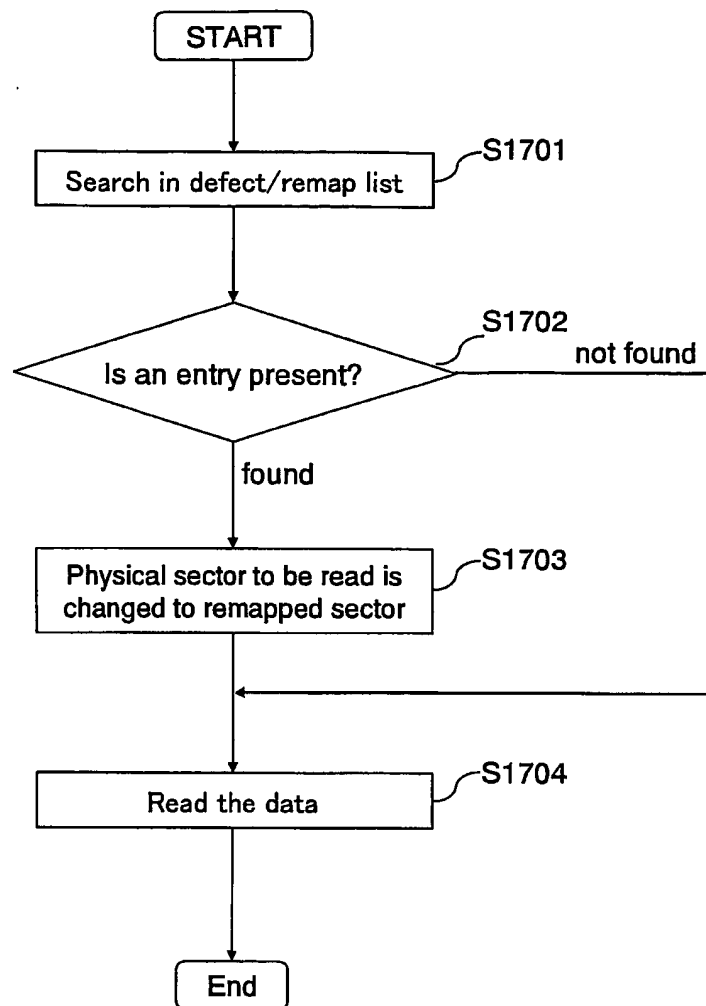 START
S1701
Search in defect/remap list
S1702
not found
Is an entry present?
found
S1703
Physical sector to be read is
changed to remapped sector
S1704
Read the data
End